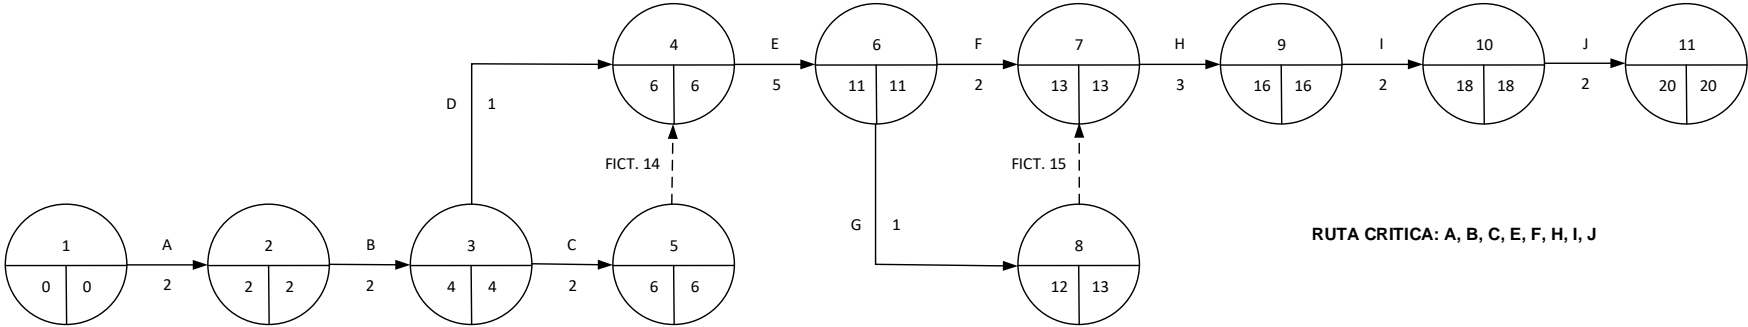 4 E 6 F 7 H 9 I 10 J 11
6 6 5 11 11 2 13 13 3 16 16 2 18 18 2 20 20
D 1
FICT. 14 FICT. 15
G 1
1 A 2 B 3 C 5 8
RUTA CRITICA: A, B, C, E, F, H, I, J
0 0 2 2 2 2 4 4 2 6 6 12 13